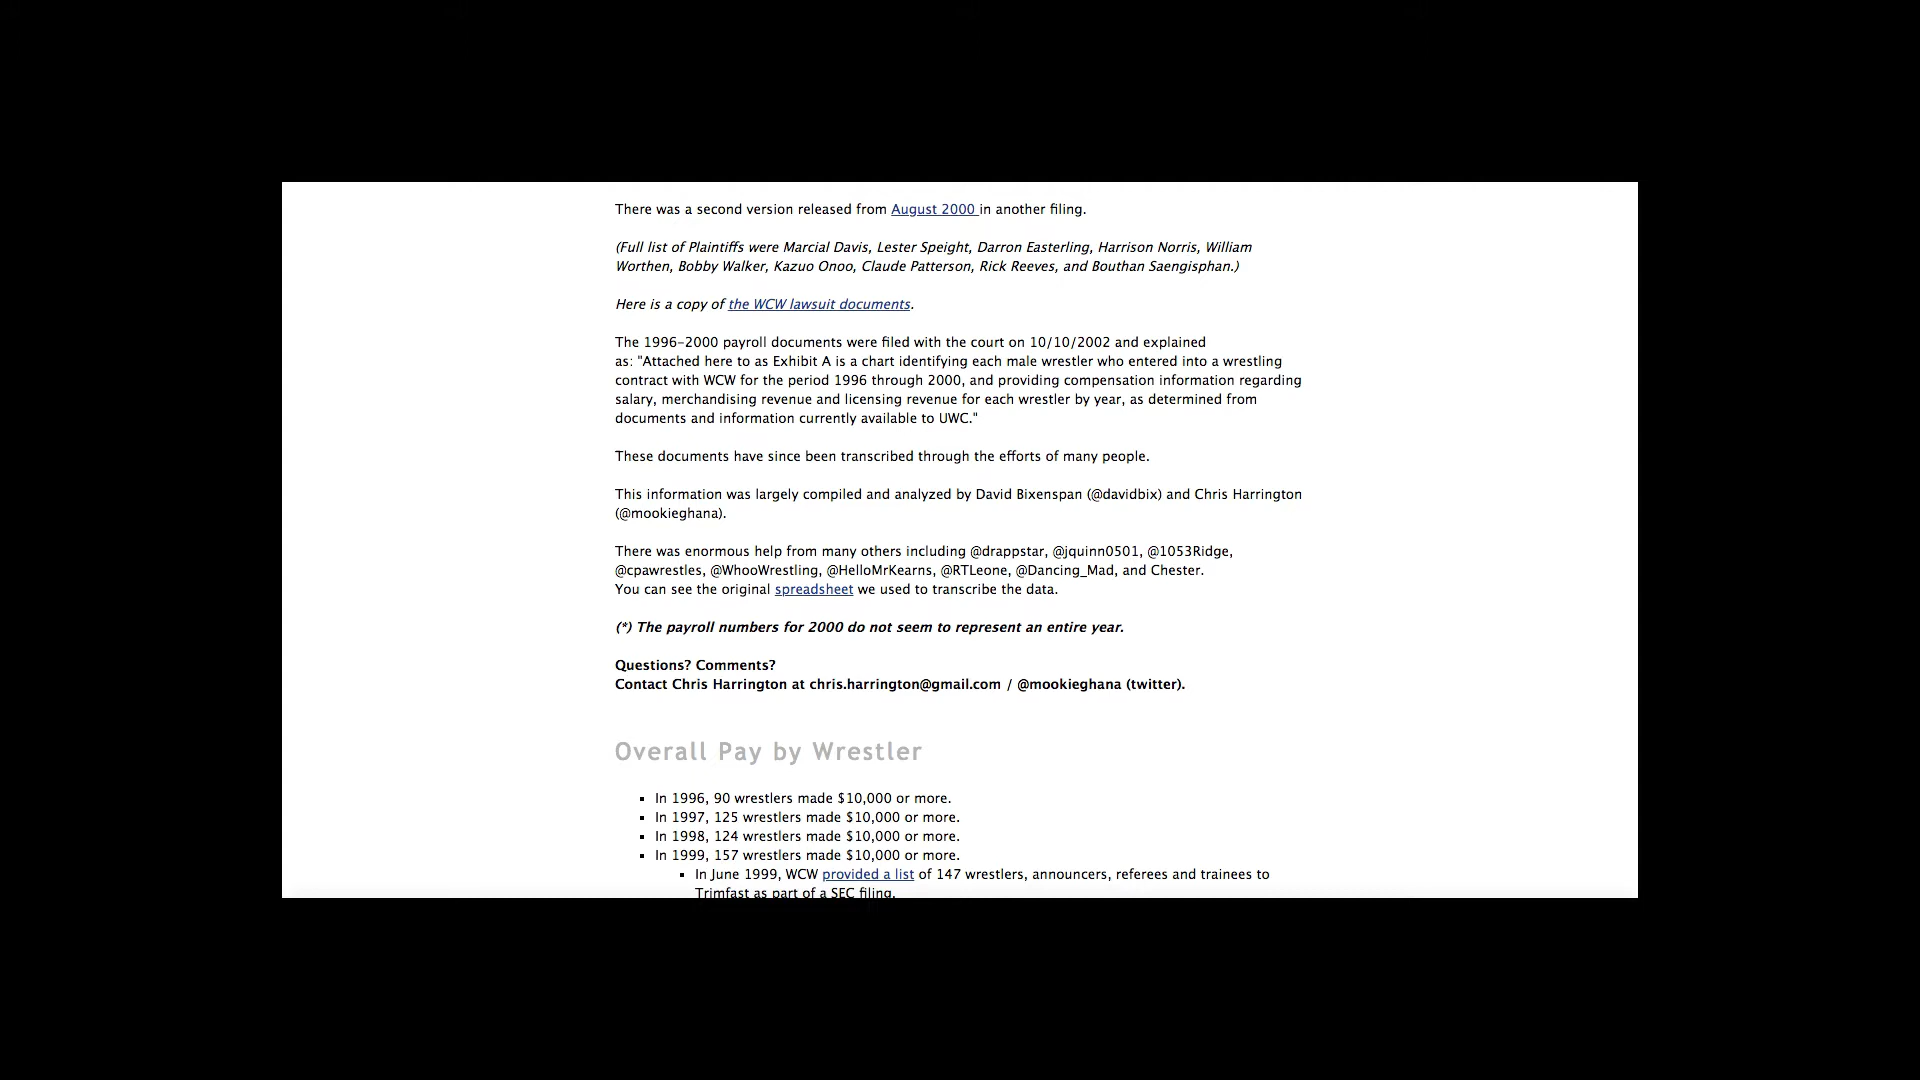 There was a second version released from August 2000 in another filing.
(Full list of Plaintiffs were Marcial Davis, Lester Speight, Darron Easterling, Harrison Norris, William
Worthen, Bobby Walker, Kazuo Onoo, Claude Patterson, Rick Reeves, and Bouthan Saengisphan.)
Here is a copy of the WCW lawsuit documents.
The 1996-2000 payroll documents were filed with the court on 10/10/2002 and explained
as: "Attached here to as Exhibit A is a chart identifying each male wrestler who entered into a wrestling
contract with WCW for the period 1996 through 2000, and providing compensation information regarding
salary, merchandising revenue and licensing revenue for each wrestler by year, as determined from
documents and information currently available to UWC."
These documents have since been transcribed through the efforts of many people.
This information was largely compiled and analyzed by David Bixenspan (@davidbix) and Chris Harrington
(@mookieghana).
There was enormous help from many others including @drappstar, @jquinn0501, @1053Ridge,
@cpawrestles, @WhooWrestling, @HelloMrKearns, @RTLeone, @Dancing_Mad, and Chester.
You can see the original spreadsheet we used to transcribe the data.
(*) The payroll numbers for 2000 do not seem to represent an entire year.
Questions? Comments?
Contact Chris Harrington at chris.harrington@gmail.com / @mookieghana (twitter).
Overall Pay by Wrestler
▪ In 1996, 90 wrestlers made $10,000 or more.
▪ In 1997, 125 wrestlers made $10,000 or more.
▪ In 1998, 124 wrestlers made $10,000 or more.
▪ In 1999, 157 wrestlers made $10,000 or more.
▪ In June 1999, WCW provided a list of 147 wrestlers, announcers, referees and trainees to
Trimfast as part of a SEC filing.